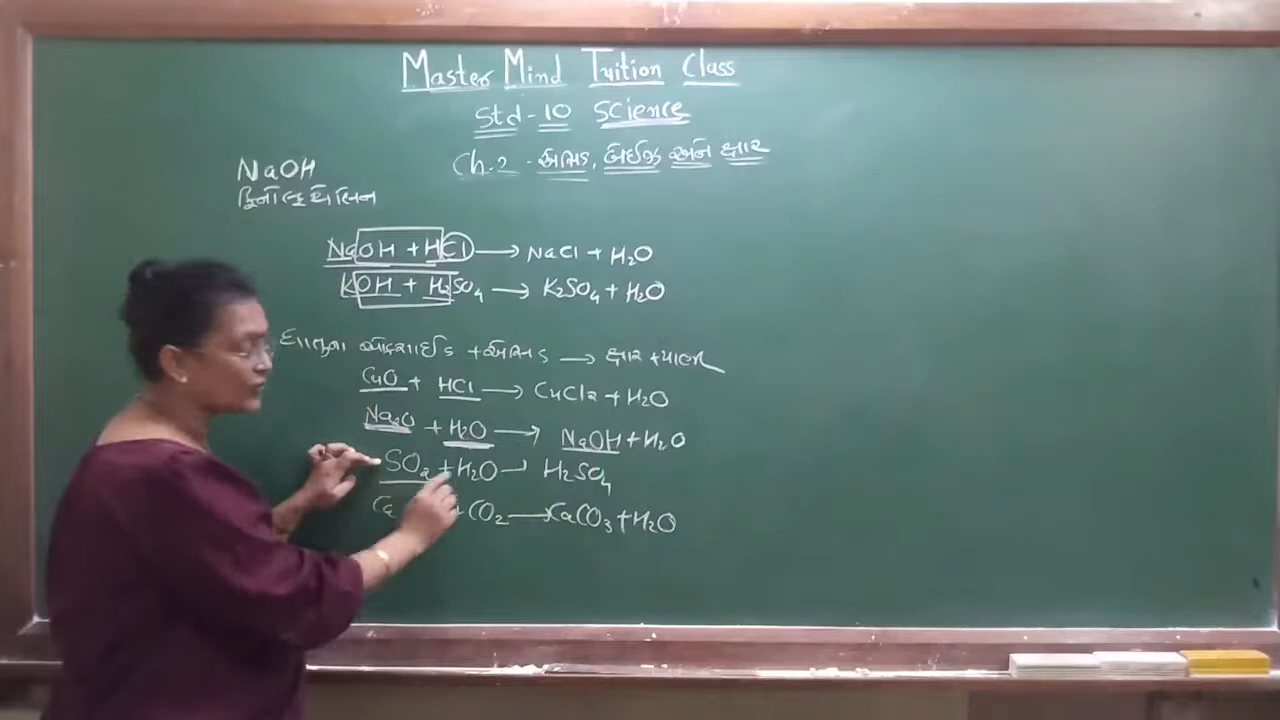 Master Mind Tuition Class
Std-10 Science
Ch.2 - એસિડ, બેઈઝ અને ક્ષાર
NaOH
ફિનોલ્ફ્થેલિન
NaOH + HCl → NaCl + H₂O
KOH + H₂SO₄ → K₂SO₄ + H₂O
ધાતુના ઓક્સાઈડ + એસિડ → ક્ષાર + પાણી
CuO + HCl → CuCl₂ + H₂O
Na₂O + H₂O → NaOH + H₂O
SO₂ + H₂O → H₂SO₄
CO₂ → CaCO₃ + H₂O